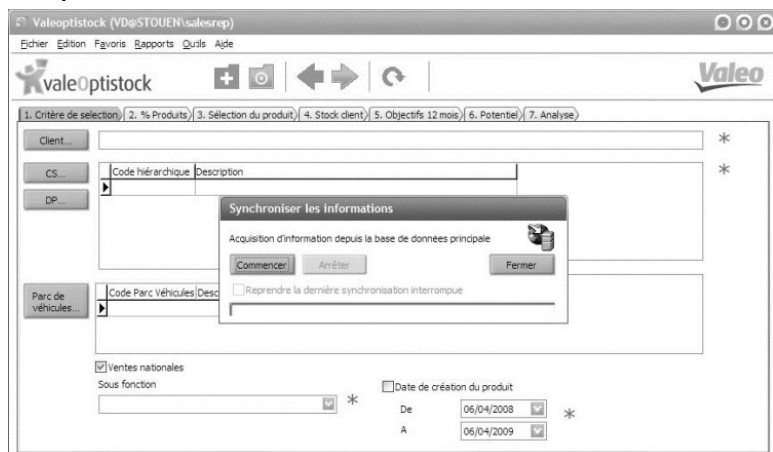 Valeoptistock (VD@STOUEN\salesrep)
Fichier Edition Favoris Rapports Outils Aide
valeOptistock
Valeo
1. Critère de selection 2. % Produits 3. Sélection du produit 4. Stock client 5. Objectifs 12 mois 6. Potentiel 7. Analyse
Client... *
CS... Code hiérarchique Description *
DP...
Synchroniser les informations
Acquisition d'information depuis la base de données principale
Commencer Arrêter Fermer
Reprendre la dernière synchronisation interrompue
Parc de véhicules... Code Parc Véhicules Desc
Ventes nationales
Sous fonction *
Date de création du produit
De 06/04/2008 *
A 06/04/2009